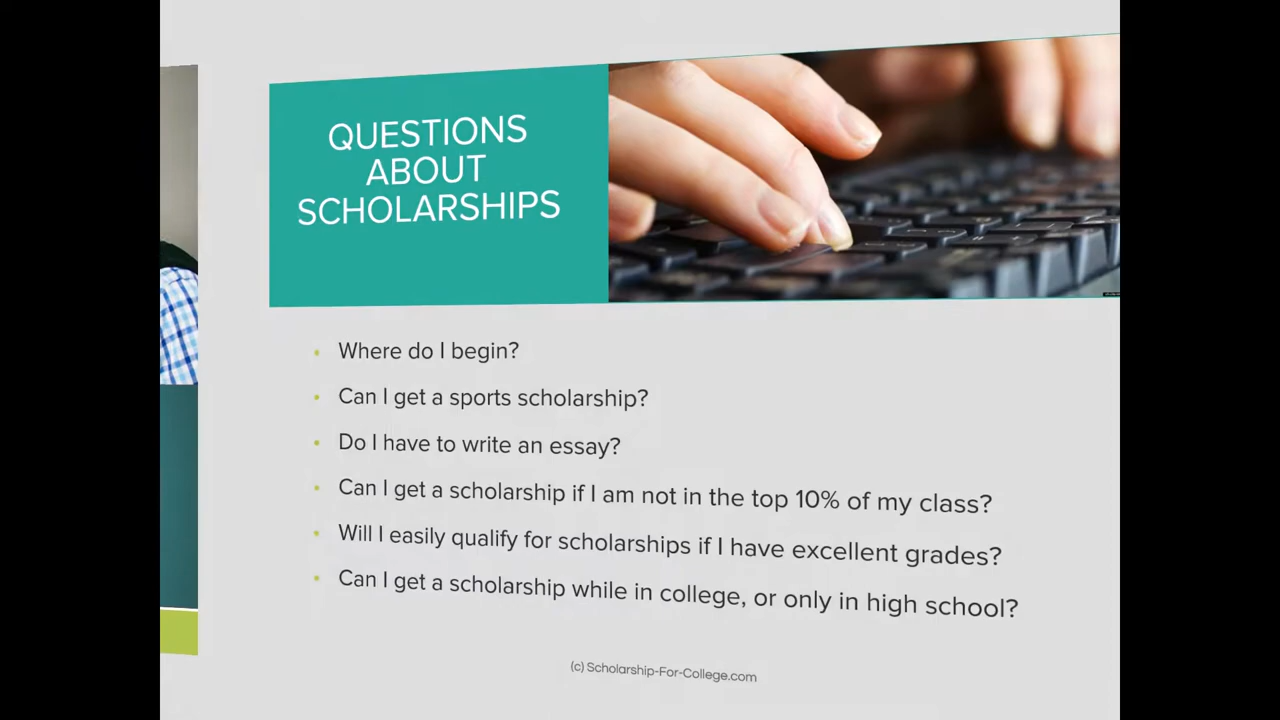 QUESTIONS
ABOUT
SCHOLARSHIPS
Where do I begin?
Can I get a sports scholarship?
Do I have to write an essay?
Can I get a scholarship if I am not in the top 10% of my class?
Will I easily qualify for scholarships if I have excellent grades?
Can I get a scholarship while in college, or only in high school?
(c) Scholarship-For-College.com